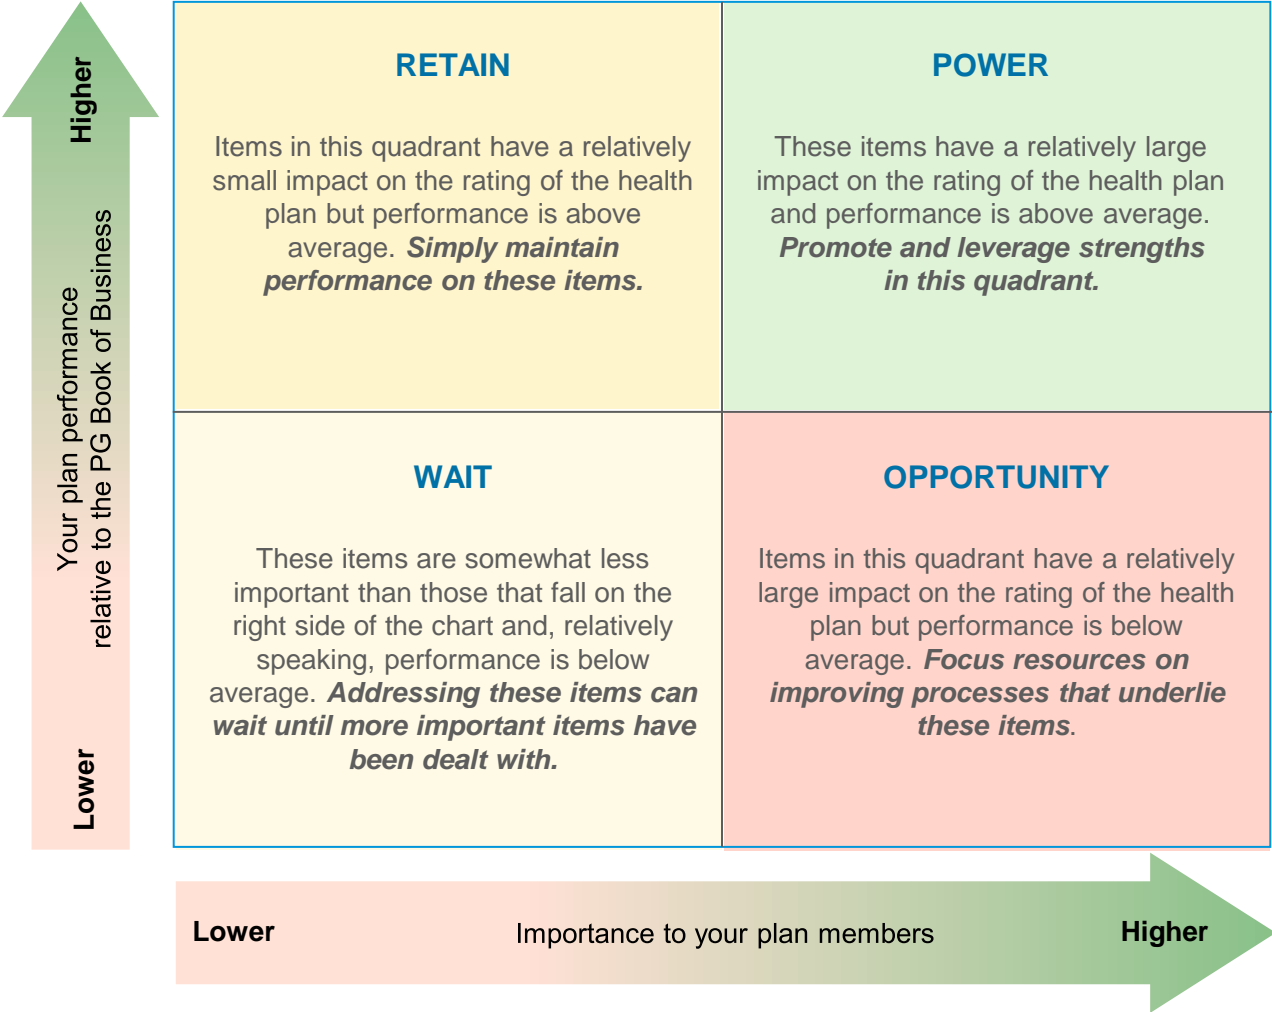 Higher
Your plan performance
relative to the PG Book of Business
Lower
RETAIN
Items in this quadrant have a relatively
small impact on the rating of the health
plan but performance is above
average. Simply maintain
performance on these items.
POWER
These items have a relatively large
impact on the rating of the health plan
and performance is above average.
Promote and leverage strengths
in this quadrant.
WAIT
These items are somewhat less
important than those that fall on the
right side of the chart and, relatively
speaking, performance is below
average. Addressing these items can
wait until more important items have
been dealt with.
OPPORTUNITY
Items in this quadrant have a relatively
large impact on the rating of the health
plan but performance is below
average. Focus resources on
improving processes that underlie
these items.
Lower
Importance to your plan members
Higher